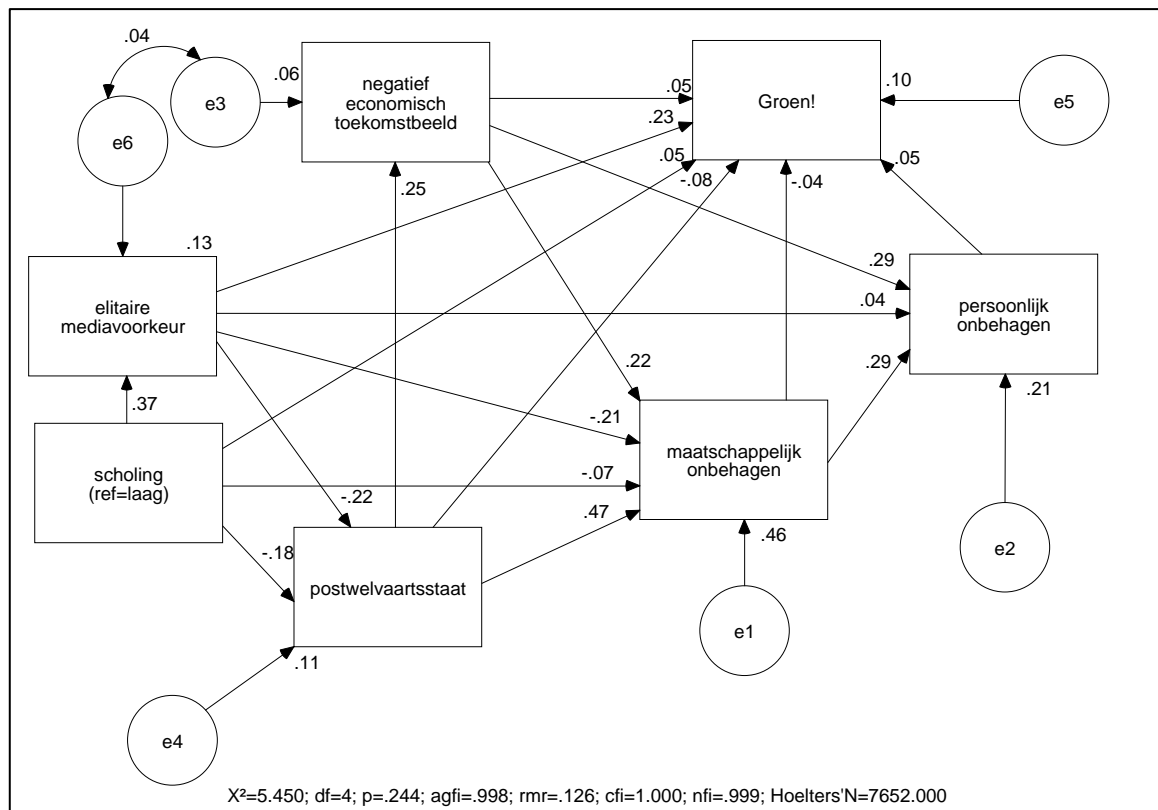 .04
e3
.06
negatief
economisch
toekomstbeeld
.05
Groen!
.10
e5
e6
.23
.05
-.08
-.04
.05
.25
.13
elitaire
mediavoorkeur
.29
.04
persoonlijk
onbehagen
.37
.22
.29
.21
-.21
scholing
(ref=laag)
-.07
maatschappelijk
onbehagen
-.22
.47
-.18
.46
e2
postwelvaartsstaat
.11
e1
e4
X²=5.450; df=4; p=.244; agfi=.998; rmr=.126; cfi=1.000; nfi=.999; Hoelters'N=7652.000